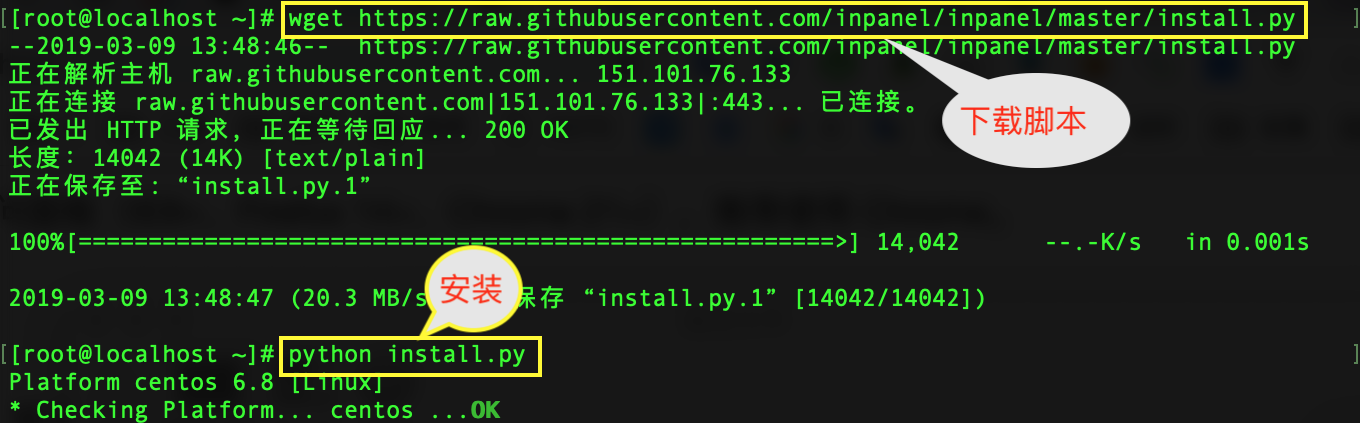 [[root@localhost ~]# wget https://raw.githubusercontent.com/inpanel/inpanel/master/install.py ]
--2019-03-09 13:48:46-- https://raw.githubusercontent.com/inpanel/inpanel/master/install.py
正在解析主机 raw.githubusercontent.com... 151.101.76.133
正在连接 raw.githubusercontent.com|151.101.76.133|:443... 已连接。
下载脚本
已发出 HTTP 请求，正在等待回应... 200 OK
长度：14042 (14K) [text/plain]
正在保存至: “install.py.1”
100%[======================================================>] 14,042 --.-K/s in 0.001s
安装
2019-03-09 13:48:47 (20.3 MB/s 保存 “install.py.1” [14042/14042])
[[root@localhost ~]# python install.py ]
Platform centos 6.8 [Linux]
* Checking Platform... centos ...OK